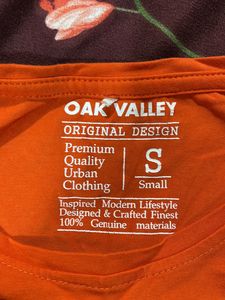 OAK VALLEY
ORIGINAL DESIGN
Premium
Quality
Urban
Clothing
S
Small
Inspired Modern Lifestyle
Designed & Crafted Finest
100% Genuine materials